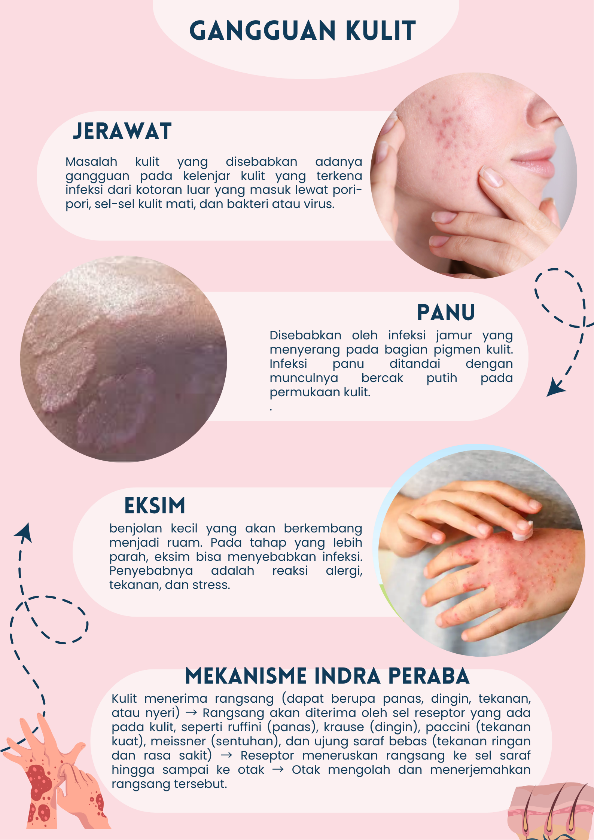 GANGGUAN KULIT
JERAWAT
Masalah kulit yang disebabkan adanya
gangguan pada kelenjar kulit yang terkena
infeksi dari kotoran luar yang masuk lewat pori-
pori, sel-sel kulit mati, dan bakteri atau virus.
PANU
Disebabkan oleh infeksi jamur yang
menyerang pada bagian pigmen kulit.
Infeksi panu ditandai dengan
munculnya bercak putih pada
permukaan kulit.
.
EKSIM
benjolan kecil yang akan berkembang
menjadi ruam. Pada tahap yang lebih
parah, eksim bisa menyebabkan infeksi.
Penyebabnya adalah reaksi alergi,
tekanan, dan stress.
MEKANISME INDRA PERABA
Kulit menerima rangsang (dapat berupa panas, dingin, tekanan,
atau nyeri) → Rangsang akan diterima oleh sel reseptor yang ada
pada kulit, seperti ruffini (panas), krause (dingin), paccini (tekanan
kuat), meissner (sentuhan), dan ujung saraf bebas (tekanan ringan
dan rasa sakit) → Reseptor meneruskan rangsang ke sel saraf
hingga sampai ke otak → Otak mengolah dan menerjemahkan
rangsang tersebut.